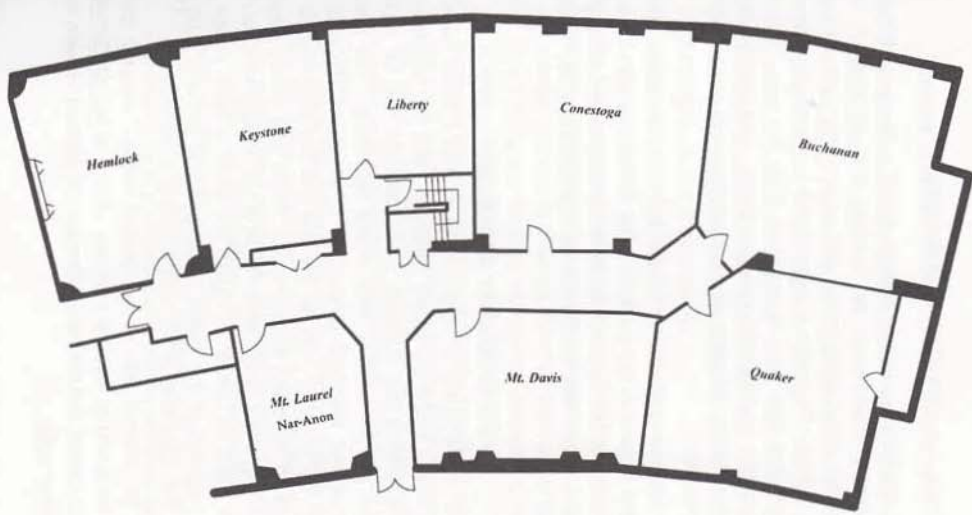 Hemlock
Keystone
Liberty
Conestoga
Buchanan
Mt. Laurel
Nar-Anon
Mt. Davis
Quaker